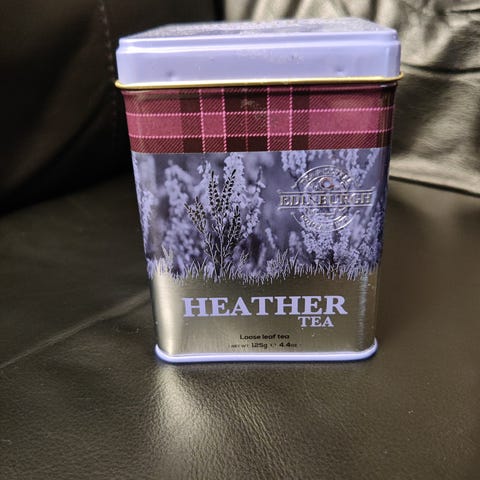 EDINBURGH
HEATHER
TEA
Loose leaf tea
NET WT 125g e 4.4oz